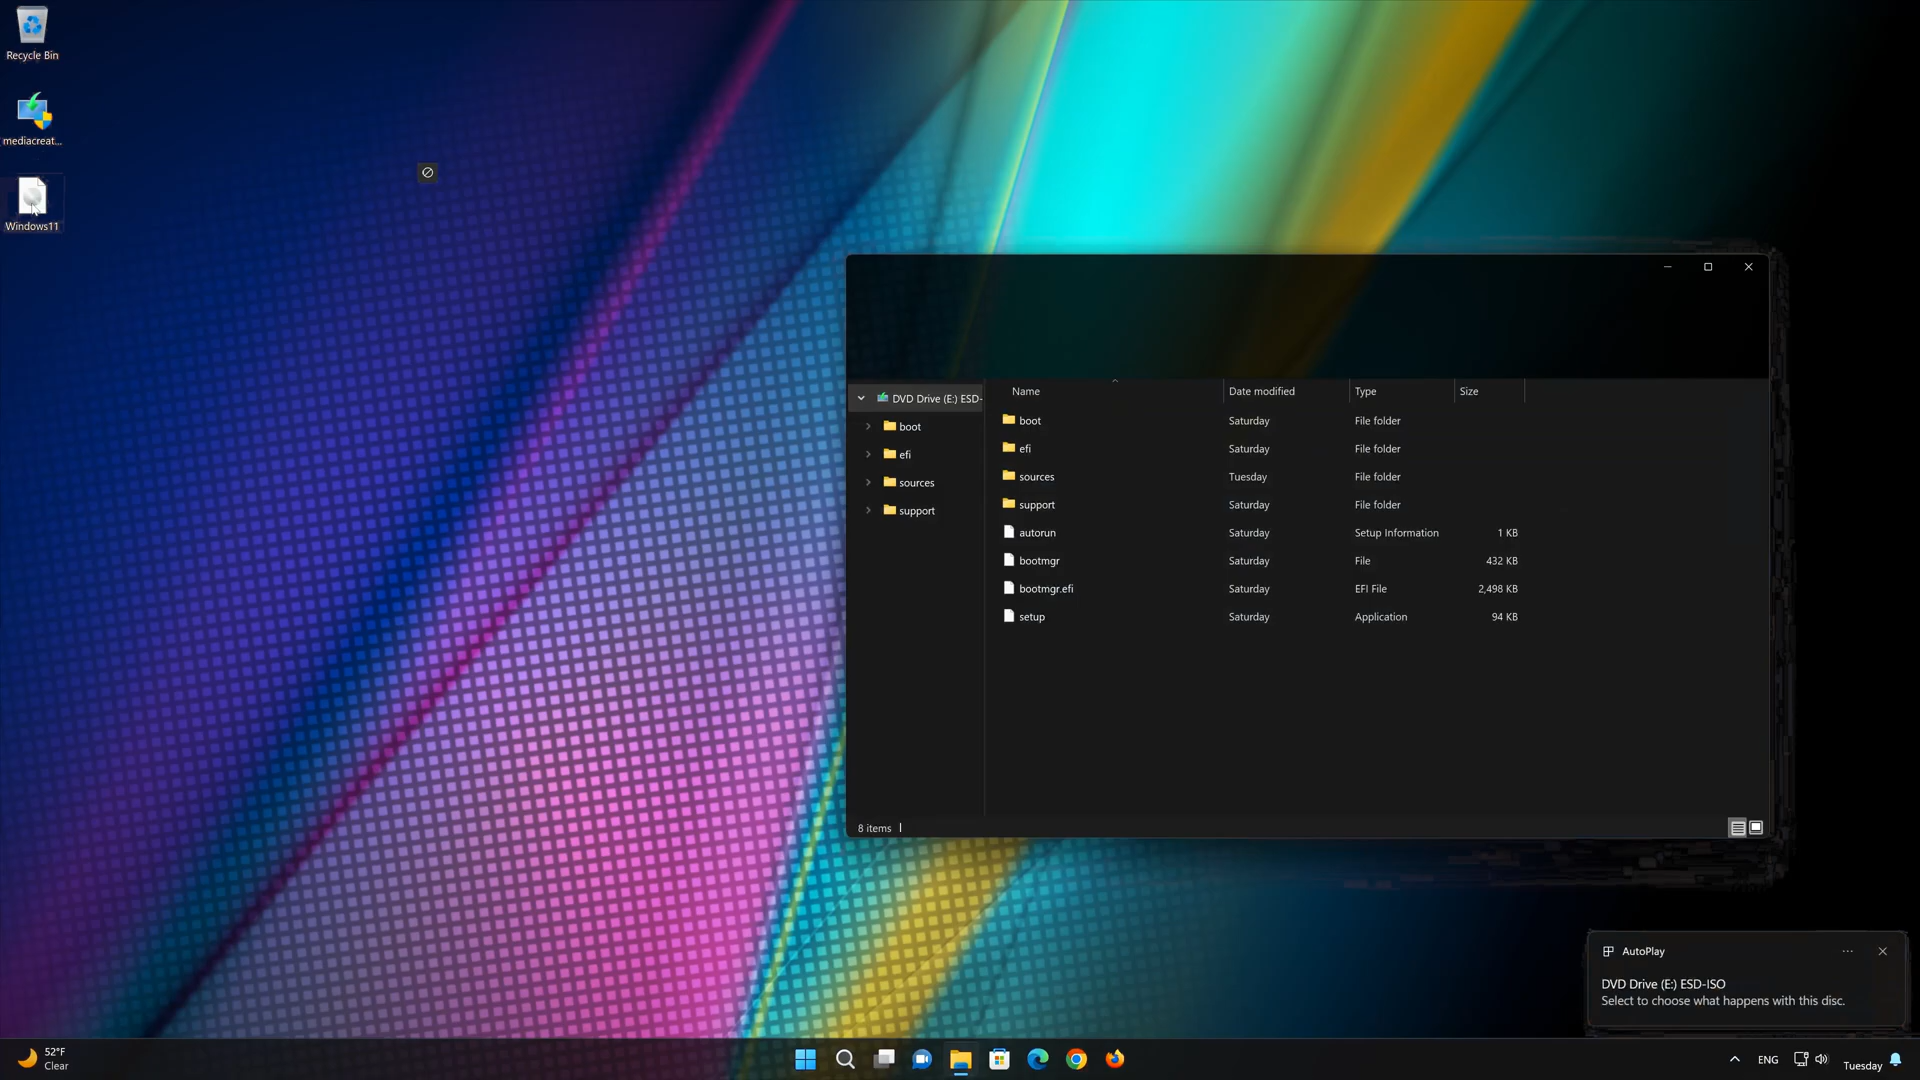 Recycle Bin
mediacreat...
Windows11
DVD Drive (E:) ESD-
boot
efi
sources
support
Name Date modified Type Size
boot Saturday File folder
efi Saturday File folder
sources Tuesday File folder
support Saturday File folder
autorun Saturday Setup Information 1 KB
bootmgr Saturday File 432 KB
bootmgr.efi Saturday EFI File 2,498 KB
setup Saturday Application 94 KB
8 items
AutoPlay
DVD Drive (E:) ESD-ISO
Select to choose what happens with this disc.
52°F
Clear
ENG
Tuesday